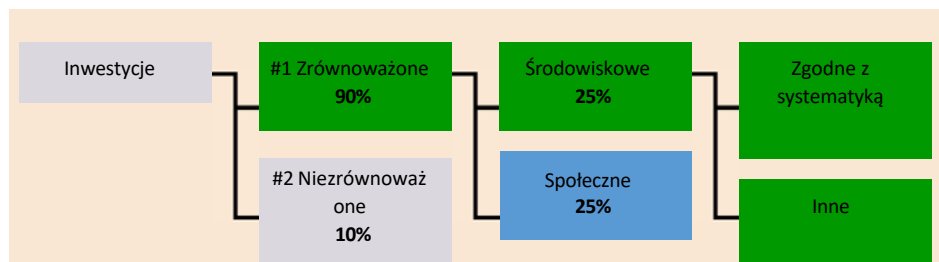 Inwestycje
#1 Zrównoważone
90%
#2 Niezrównoważ
one
10%
Środowiskowe
25%
Społeczne
25%
Zgodne z
systematyką
Inne